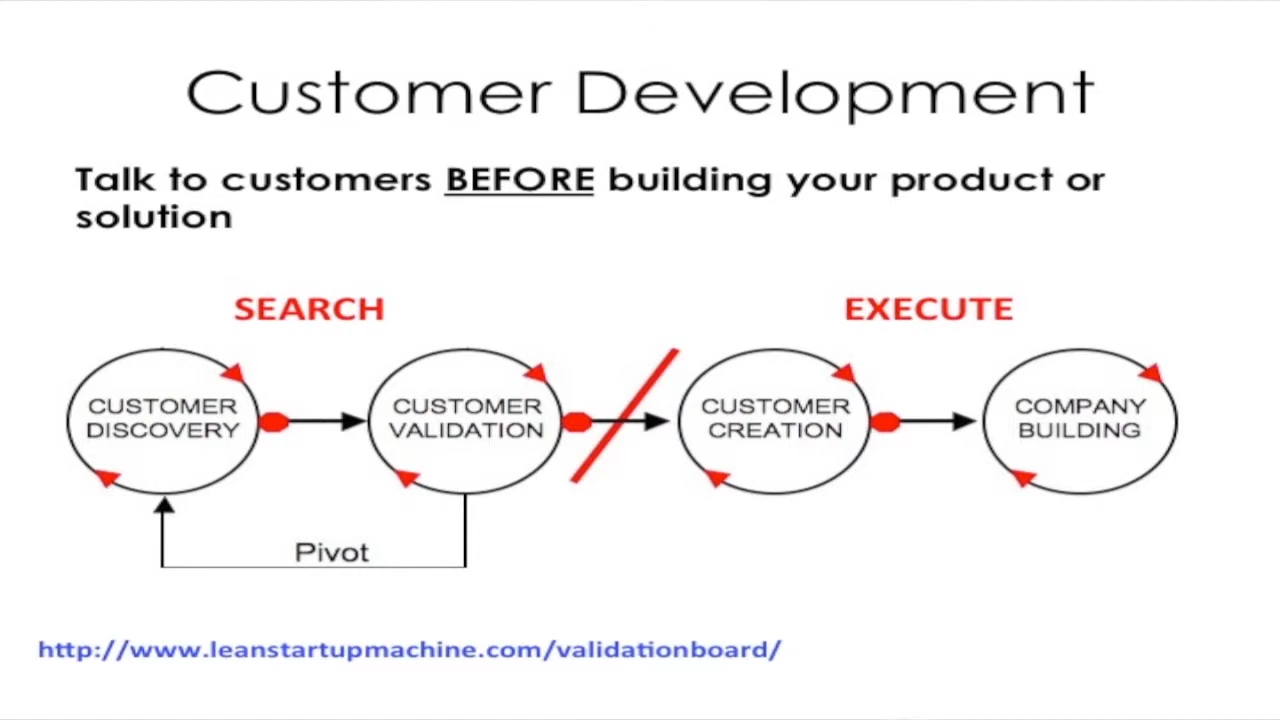 Customer Development
Talk to customers BEFORE building your product or
solution
SEARCH
EXECUTE
CUSTOMER
DISCOVERY
CUSTOMER
VALIDATION
CUSTOMER
CREATION
COMPANY
BUILDING
Pivot
http://www.leanstartupmachine.com/validationboard/